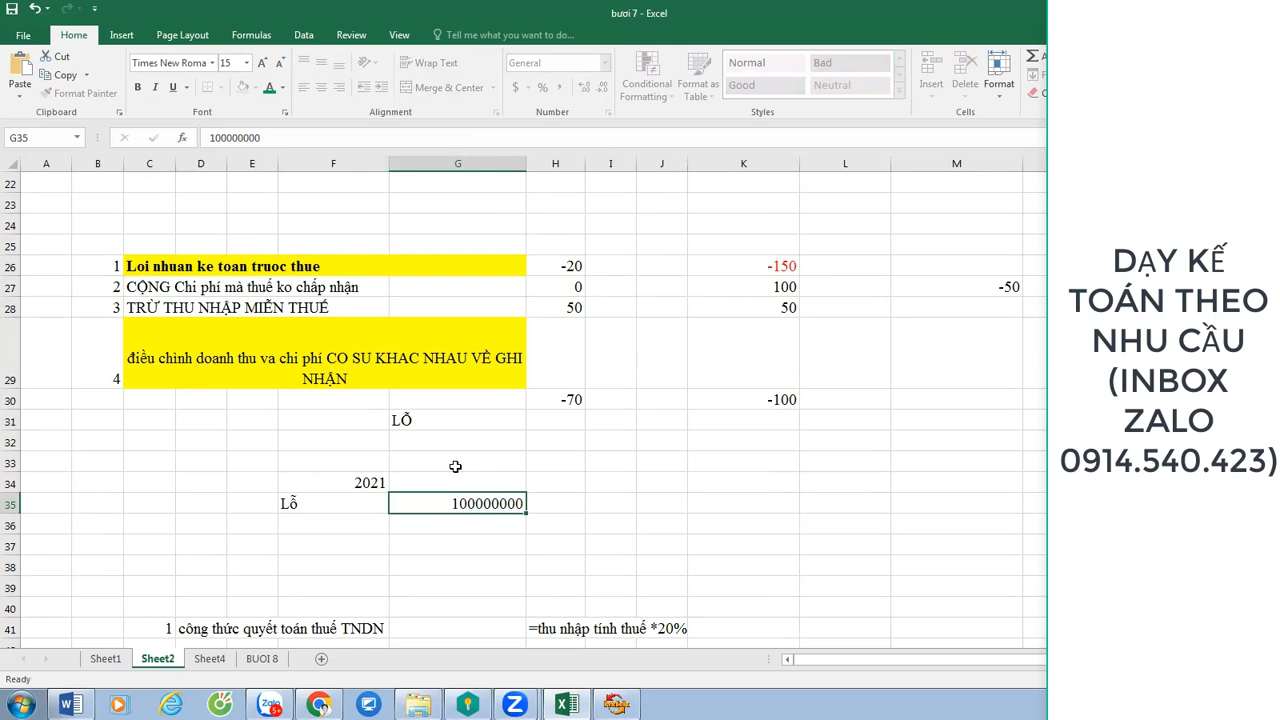 bươi 7 - Excel
File Home Insert Page Layout Formulas Data Review View Tell me what you want to do...
Cut
Copy
Format Painter
Paste
Clipboard
Times New Roma 15
B I U
Font
Wrap Text
Merge & Center
Alignment
General
$ % ,
Number
Conditional Formatting
Format as Table
Normal Bad
Good Neutral
Styles
Insert Delete Format
Cells
G35 fx 100000000
A B C D E F G H I J K L M
22
23
24
25
26 1 Loi nhuan ke toan truoc thue -20 -150
27 2 CỘNG Chi phí mà thuế ko chấp nhận 0 100 -50
28 3 TRỪ THU NHẬP MIỄN THUẾ 50 50
điều chình doanh thu va chi phí CO SU KHAC NHAU VỀ GHI
29 4 NHẬN
30 -70 -100
31 LỖ
32
33
34 2021
35 Lỗ 100000000
36
37
38
39
40
41 1 công thức quyết toán thuế TNDN =thu nhập tính thuế *20%
Sheet1 Sheet2 Sheet4 BUOI 8
Ready
DẠY KẾ
TOÁN THEO
NHU CẦU
(INBOX
ZALO
0914.540.423)